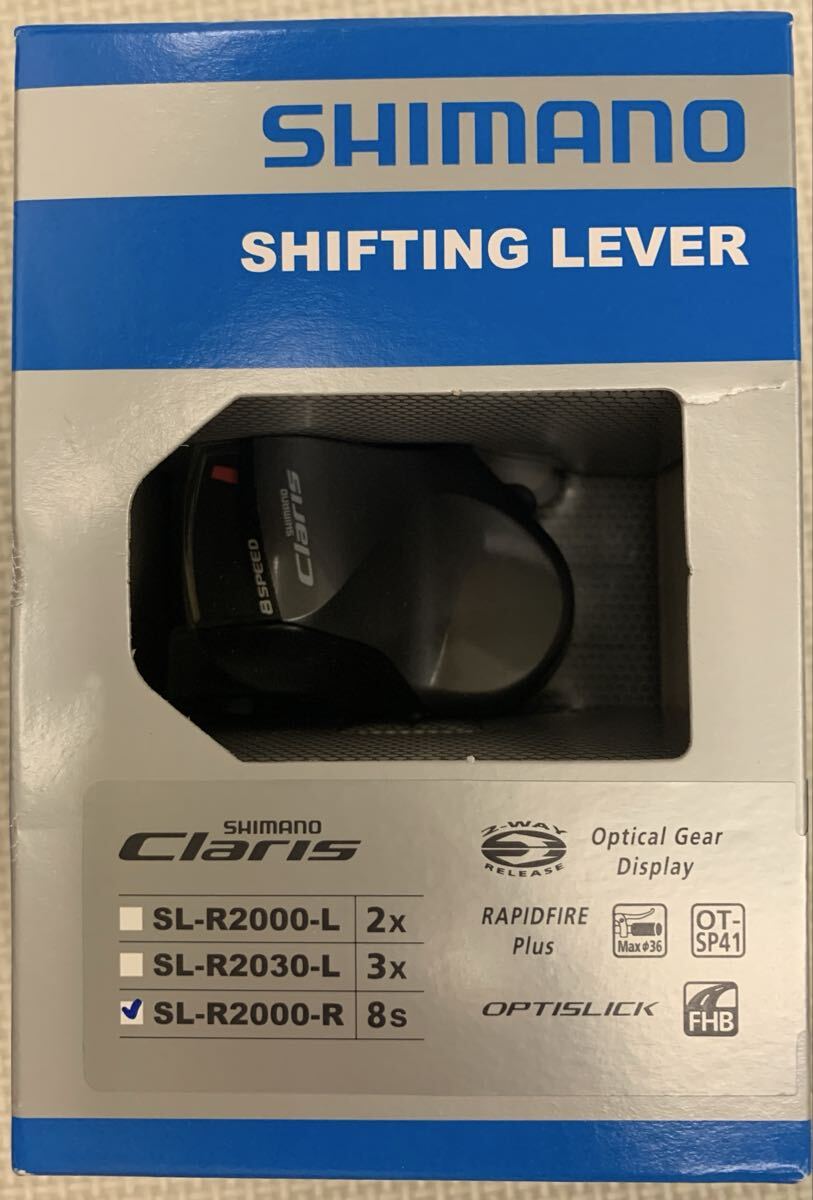 SHIMANO
SHIFTING LEVER
SHIMANO
Claris
8 SPEED
SHIMANO
Claris
SL-R2000-L 2x
SL-R2030-L 3x
SL-R2000-R 8s
2-WAY
RELEASE
Optical Gear
Display
RAPIDFIRE
Plus
Max φ36
OT-
SP41
OPTISLICK
FHB